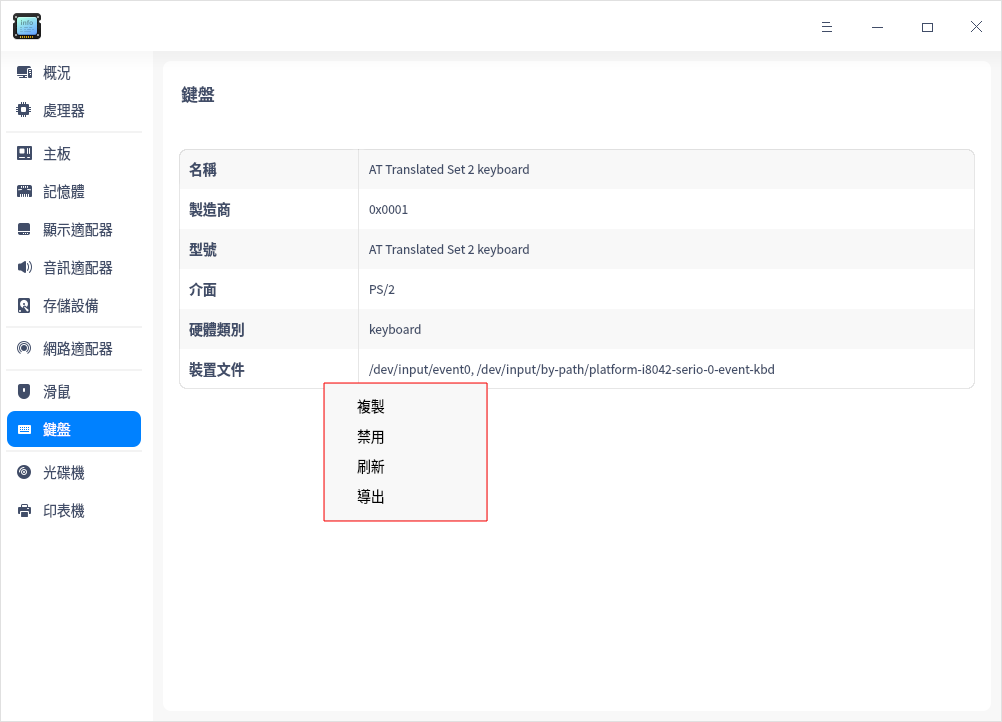 info
概況
處理器
主板
記憶體
顯示適配器
音訊適配器
存儲設備
網路適配器
滑鼠
鍵盤
光碟機
印表機
鍵盤
名稱 AT Translated Set 2 keyboard
製造商 0x0001
型號 AT Translated Set 2 keyboard
介面 PS/2
硬體類別 keyboard
裝置文件 /dev/input/event0, /dev/input/by-path/platform-i8042-serio-0-event-kbd
複製
禁用
刷新
導出